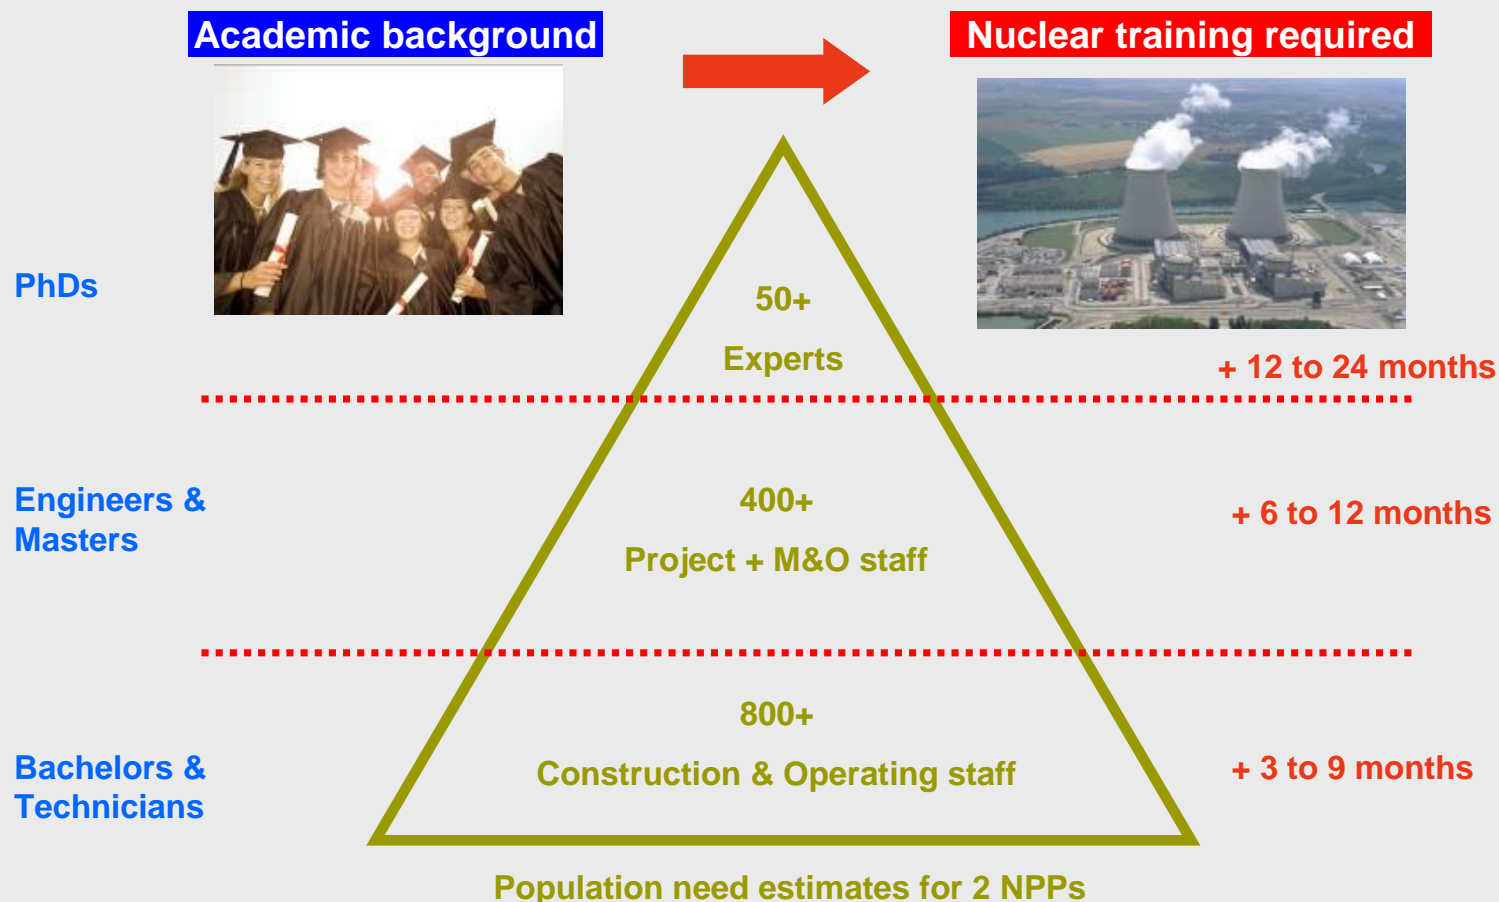 Academic background
Nuclear training required
PhDs
50+
Experts
+ 12 to 24 months
Engineers &
Masters
400+
Project + M&O staff
+ 6 to 12 months
800+
Bachelors &
Technicians
Construction & Operating staff
+ 3 to 9 months
Population need estimates for 2 NPPs